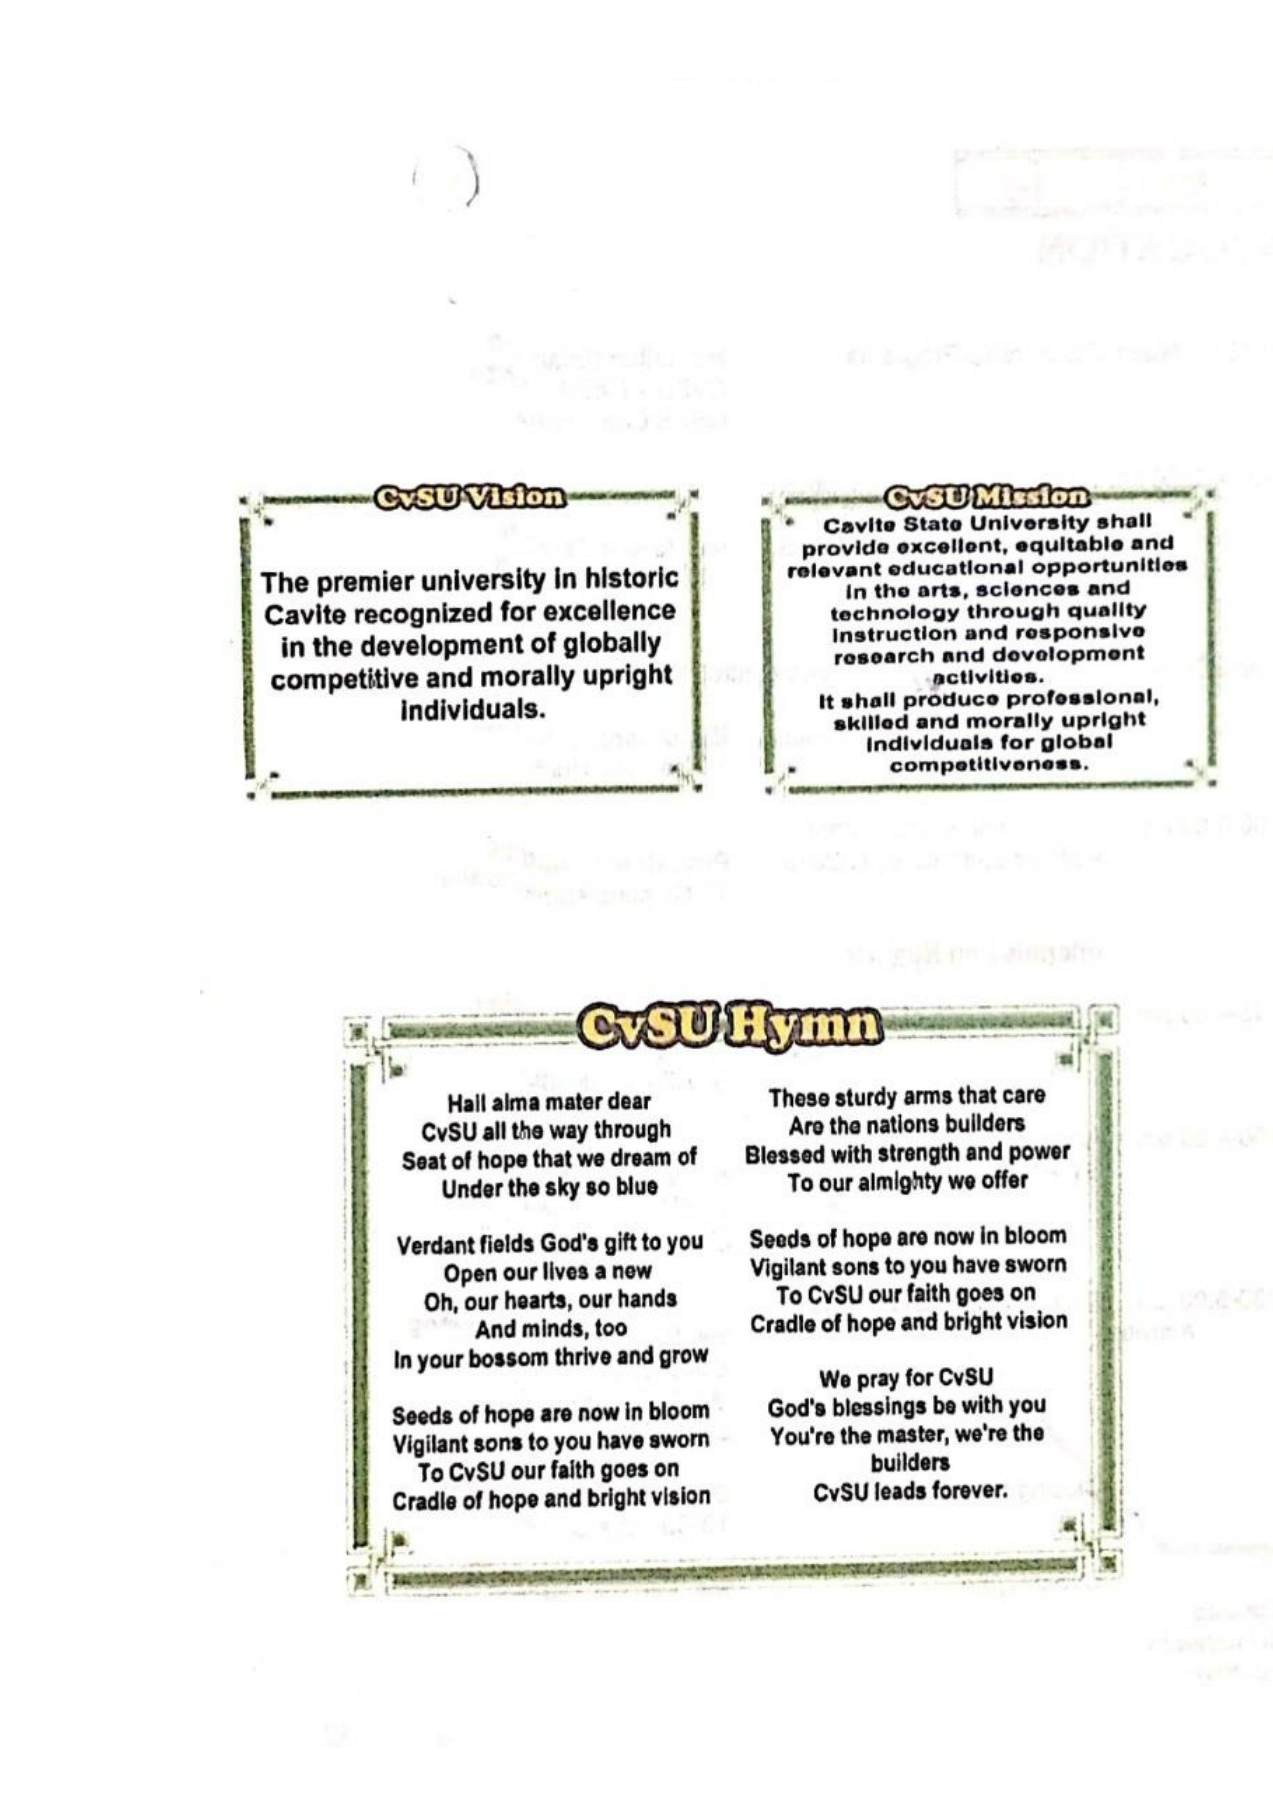 CvSU Vision
The premier university in historic
Cavite recognized for excellence
in the development of globally
competitive and morally upright
individuals.
CvSU Mission
Cavite State University shall
provide excellent, equitable and
relevant educational opportunities
in the arts, sciences and
technology through quality
instruction and responsive
research and development
activities.
It shall produce professional,
skilled and morally upright
individuals for global
competitiveness.
CvSU Hymn
Hail alma mater dear
CvSU all the way through
Seat of hope that we dream of
Under the sky so blue
Verdant fields God's gift to you
Open our lives a new
Oh, our hearts, our hands
And minds, too
In your bossom thrive and grow
Seeds of hope are now in bloom
Vigilant sons to you have sworn
To CvSU our faith goes on
Cradle of hope and bright vision
These sturdy arms that care
Are the nations builders
Blessed with strength and power
To our almighty we offer
Seeds of hope are now in bloom
Vigilant sons to you have sworn
To CvSU our faith goes on
Cradle of hope and bright vision
We pray for CvSU
God's blessings be with you
You're the master, we're the
builders
CvSU leads forever.